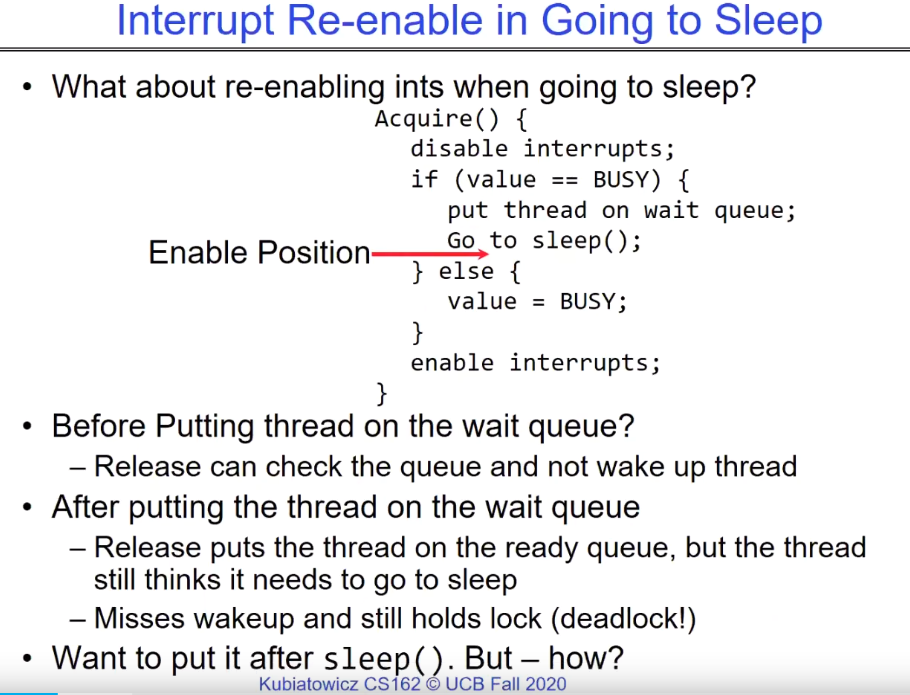 Interrupt Re-enable in Going to Sleep
• What about re-enabling ints when going to sleep?
Acquire() {
disable interrupts;
if (value == BUSY) {
put thread on wait queue;
Go to sleep();
Enable Position
} else {
value = BUSY;
}
enable interrupts;
}
• Before Putting thread on the wait queue?
– Release can check the queue and not wake up thread
• After putting the thread on the wait queue
– Release puts the thread on the ready queue, but the thread
still thinks it needs to go to sleep
– Misses wakeup and still holds lock (deadlock!)
• Want to put it after sleep(). But – how?
Kubiatowicz CS162 © UCB Fall 2020